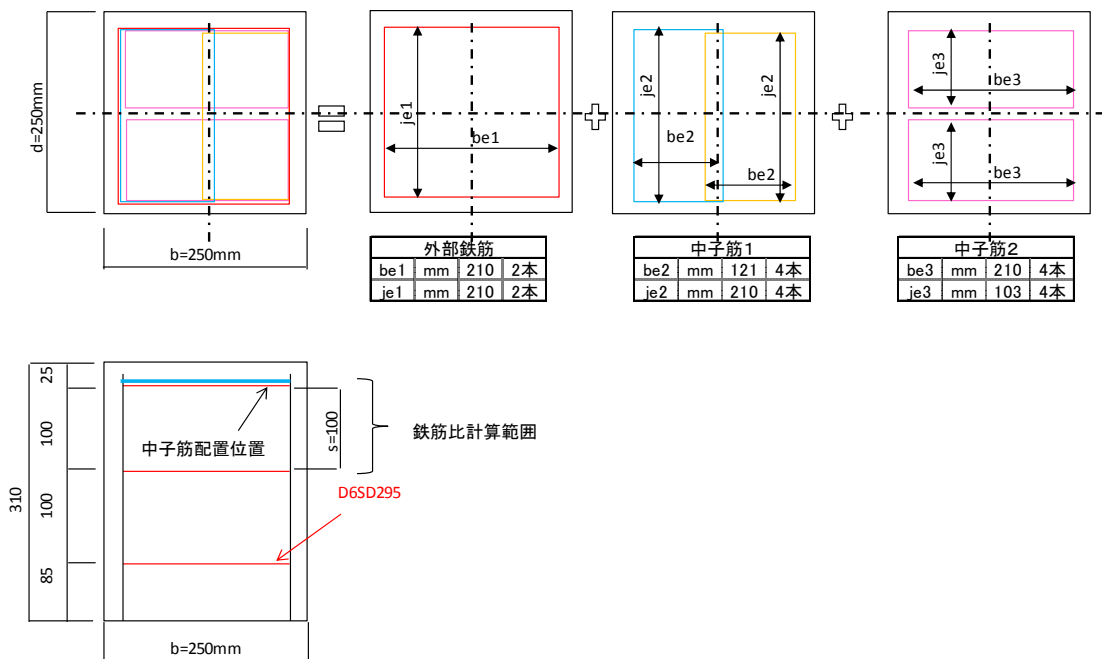 d=250mm
b=250mm
je1
be1
je2
be2
je2
be2
je3
be3
je3
be3
外部鉄筋
be1 mm 210 2本
je1 mm 210 2本
中子筋1
be2 mm 121 4本
je2 mm 210 4本
中子筋2
be3 mm 210 4本
je3 mm 103 4本
310
25
100
100
85
中子筋配置位置
s=100
鉄筋比計算範囲
D6SD295
b=250mm